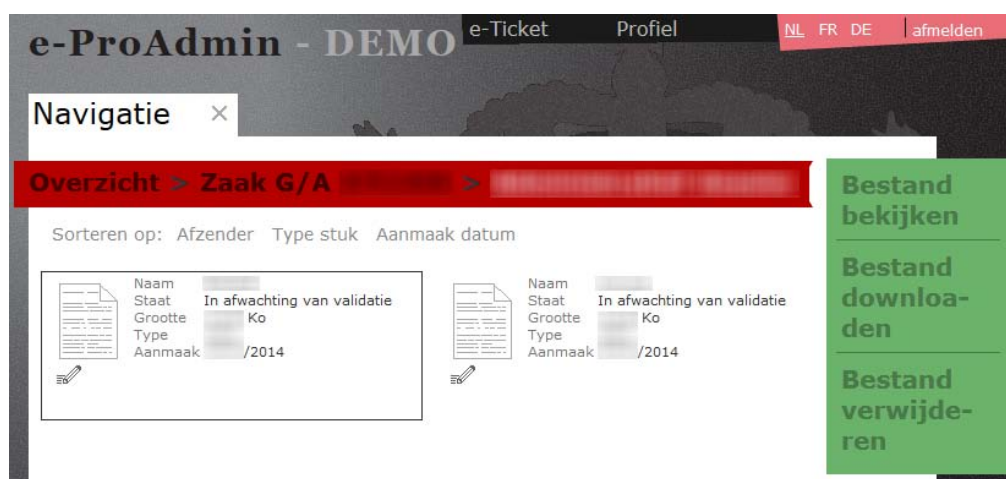 e-ProAdmin - DEMO
e-Ticket Profiel NL FR DE afmelden
Navigatie ×
Overzicht > Zaak G/A >
Sorteren op: Afzender Type stuk Aanmaak datum
Naam
Staat In afwachting van validatie
Grootte Ko
Type
Aanmaak /2014
Naam
Staat In afwachting van validatie
Grootte Ko
Type
Aanmaak /2014
Bestand
bekijken
Bestand
downloa-
den
Bestand
verwijde-
ren